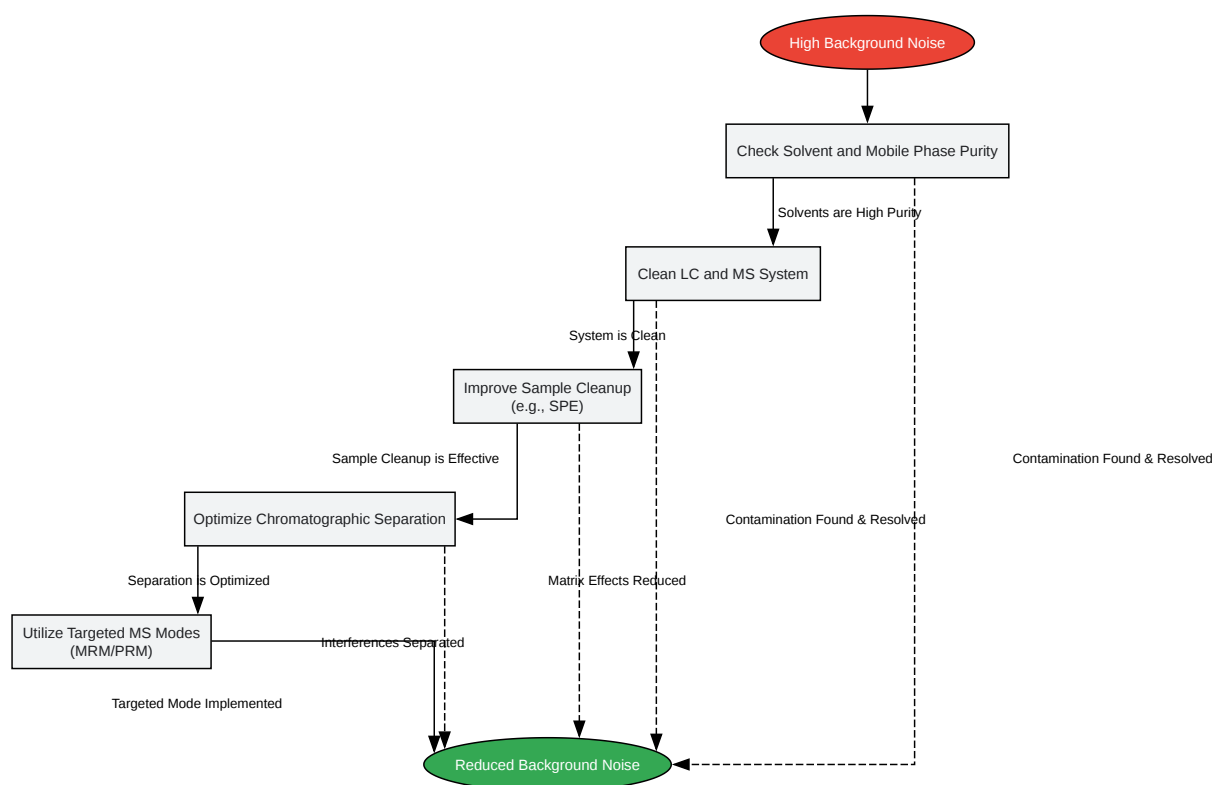 High Background Noise
Check Solvent and Mobile Phase Purity
Solvents are High Purity
Clean LC and MS System
System is Clean
Improve Sample Cleanup
(e.g., SPE)
Sample Cleanup is Effective
Contamination Found & Resolved
Optimize Chromatographic Separation
Contamination Found & Resolved
Separation is Optimized
Matrix Effects Reduced
Utilize Targeted MS Modes
(MRM/PRM)
Interferences Separated
Targeted Mode Implemented
Reduced Background Noise